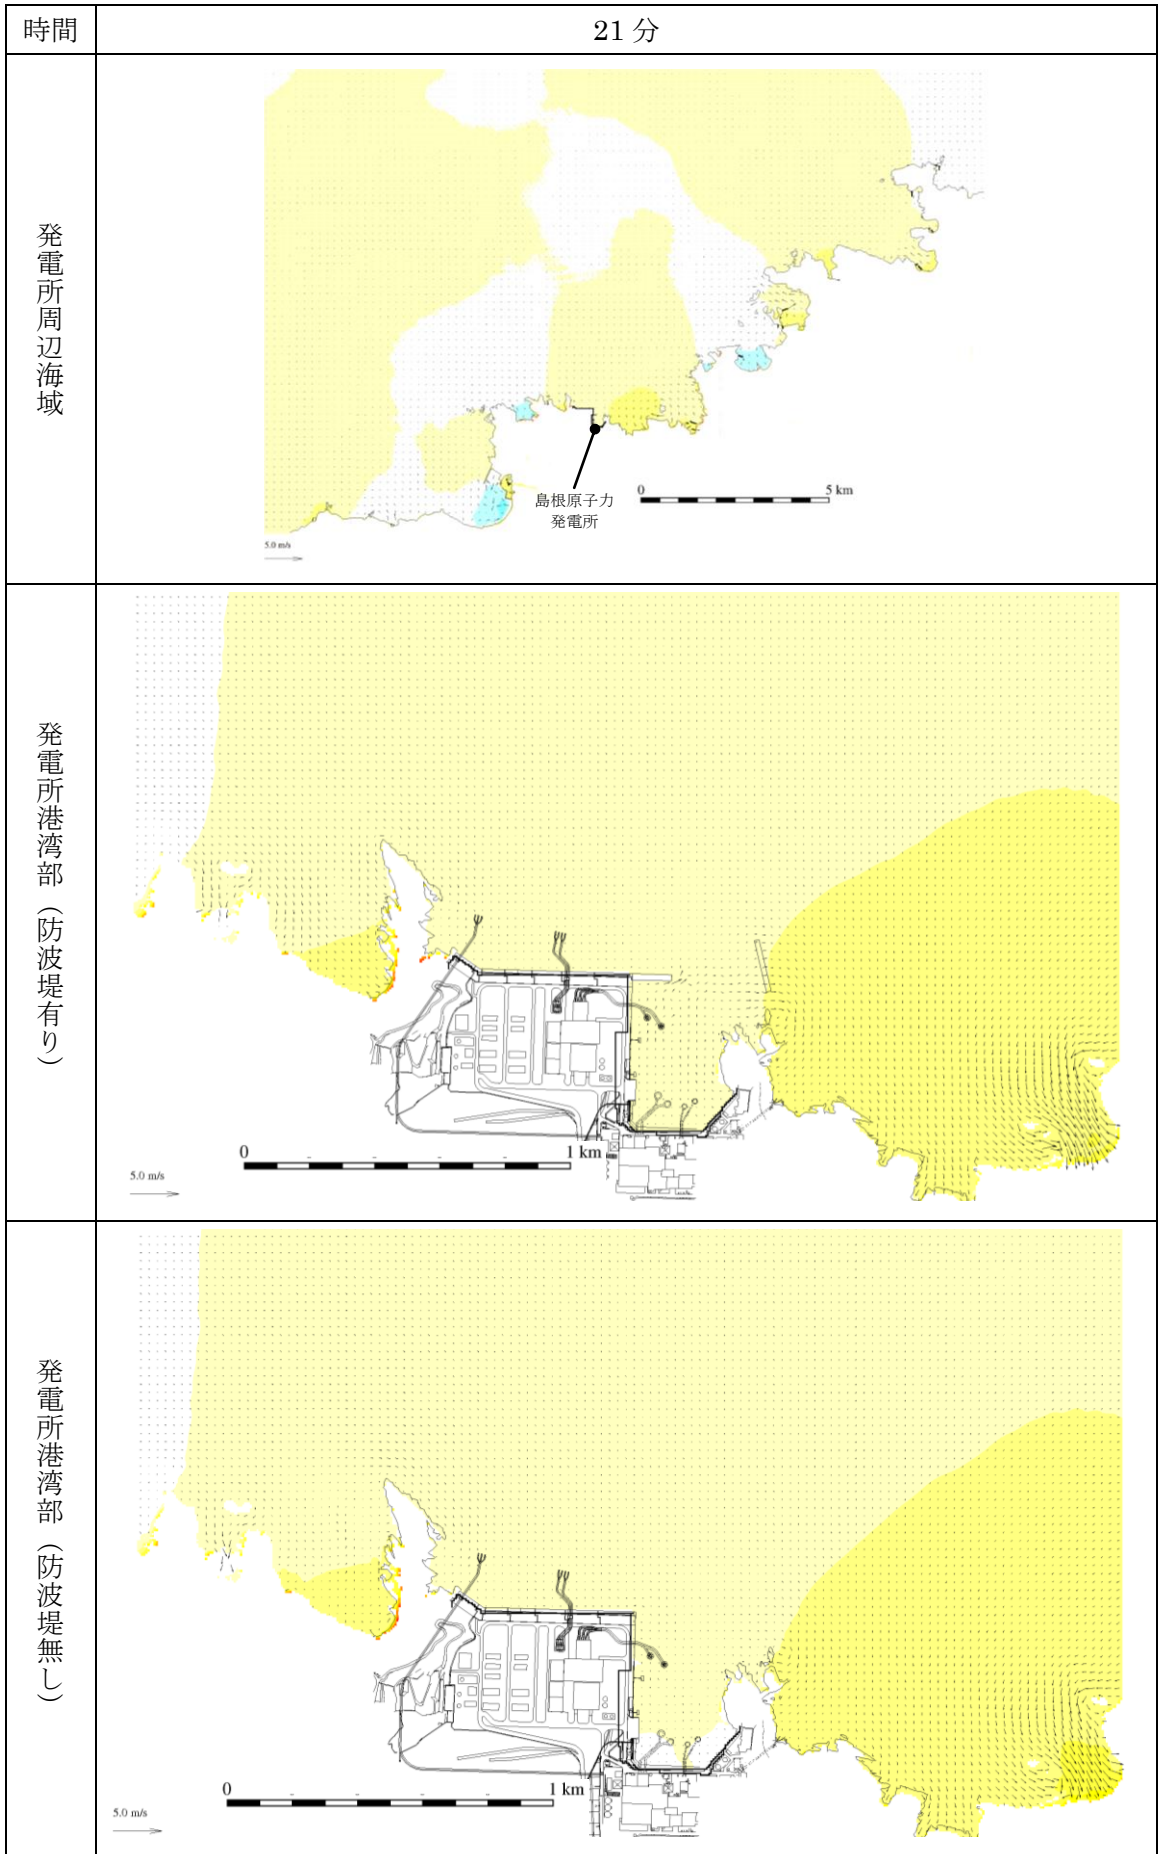 時間
21 分
発電所周辺海域
島根原子力
発電所
0 5 km
5.0 m/s
発電所港湾部（防波堤有り）
0 1 km
5.0 m/s
発電所港湾部（防波堤無し）
0 1 km
5.0 m/s